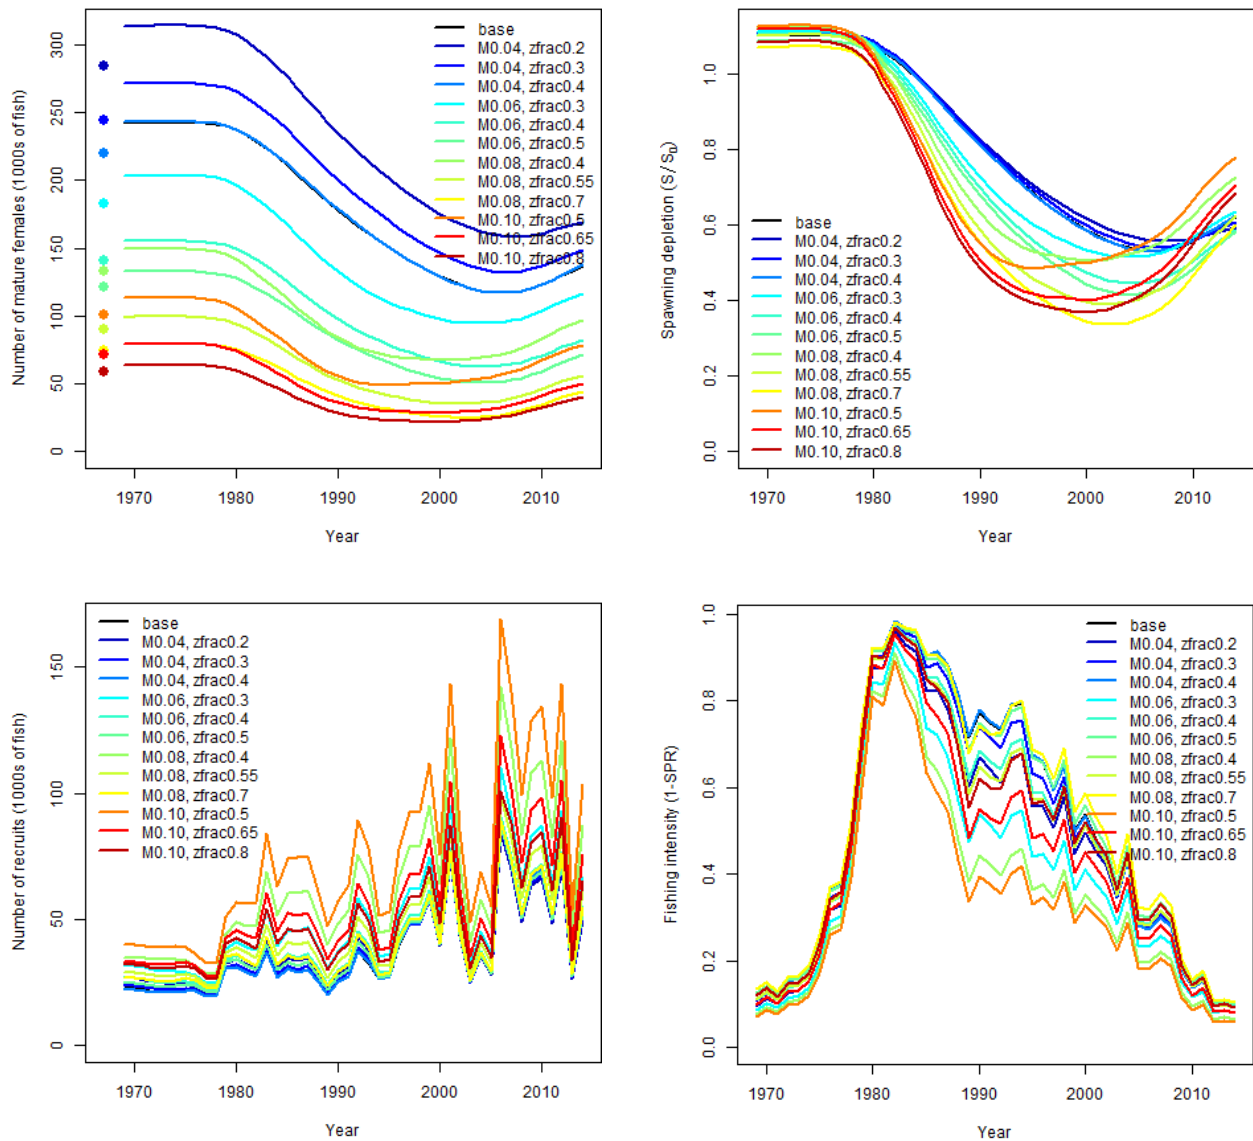 Number of mature females (1000s of fish)
0
50
100
150
200
250
300
base
M0.04, zfrac0.2
M0.04, zfrac0.3
M0.04, zfrac0.4
M0.06, zfrac0.3
M0.06, zfrac0.4
M0.06, zfrac0.5
M0.08, zfrac0.4
M0.08, zfrac0.55
M0.08, zfrac0.7
M0.10, zfrac0.5
M0.10, zfrac0.65
M0.10, zfrac0.8
1970 1980 1990 2000 2010
Year
Spawning depletion (S/S0)
0.0
0.2
0.4
0.6
0.8
1.0
base
M0.04, zfrac0.2
M0.04, zfrac0.3
M0.04, zfrac0.4
M0.06, zfrac0.3
M0.06, zfrac0.4
M0.06, zfrac0.5
M0.08, zfrac0.4
M0.08, zfrac0.55
M0.08, zfrac0.7
M0.10, zfrac0.5
M0.10, zfrac0.65
M0.10, zfrac0.8
1970 1980 1990 2000 2010
Year
Number of recruits (1000s of fish)
0
50
100
150
base
M0.04, zfrac0.2
M0.04, zfrac0.3
M0.04, zfrac0.4
M0.06, zfrac0.3
M0.06, zfrac0.4
M0.06, zfrac0.5
M0.08, zfrac0.4
M0.08, zfrac0.55
M0.08, zfrac0.7
M0.10, zfrac0.5
M0.10, zfrac0.65
M0.10, zfrac0.8
1970 1980 1990 2000 2010
Year
Fishing intensity (1-SPR)
0.0
0.2
0.4
0.6
0.8
1.0
base
M0.04, zfrac0.2
M0.04, zfrac0.3
M0.04, zfrac0.4
M0.06, zfrac0.3
M0.06, zfrac0.4
M0.06, zfrac0.5
M0.08, zfrac0.4
M0.08, zfrac0.55
M0.08, zfrac0.7
M0.10, zfrac0.5
M0.10, zfrac0.65
M0.10, zfrac0.8
1970 1980 1990 2000 2010
Year